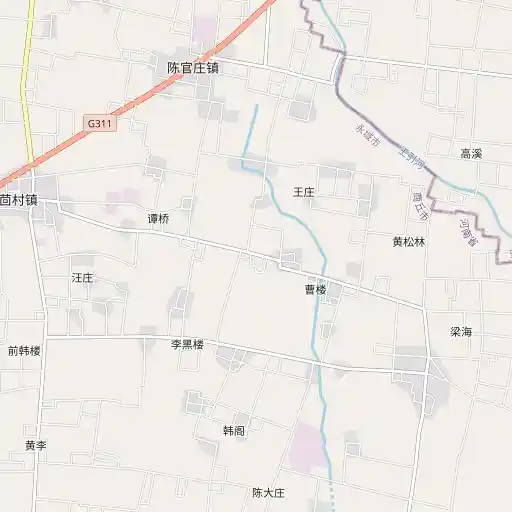 陈官庄镇
G311
永城市
王引河
高溪
王庄
商丘市
河南省
茴村镇
谭桥
黄松林
汪庄
曹楼
梁海
李黑楼
前韩楼
韩阁
黄李
陈大庄